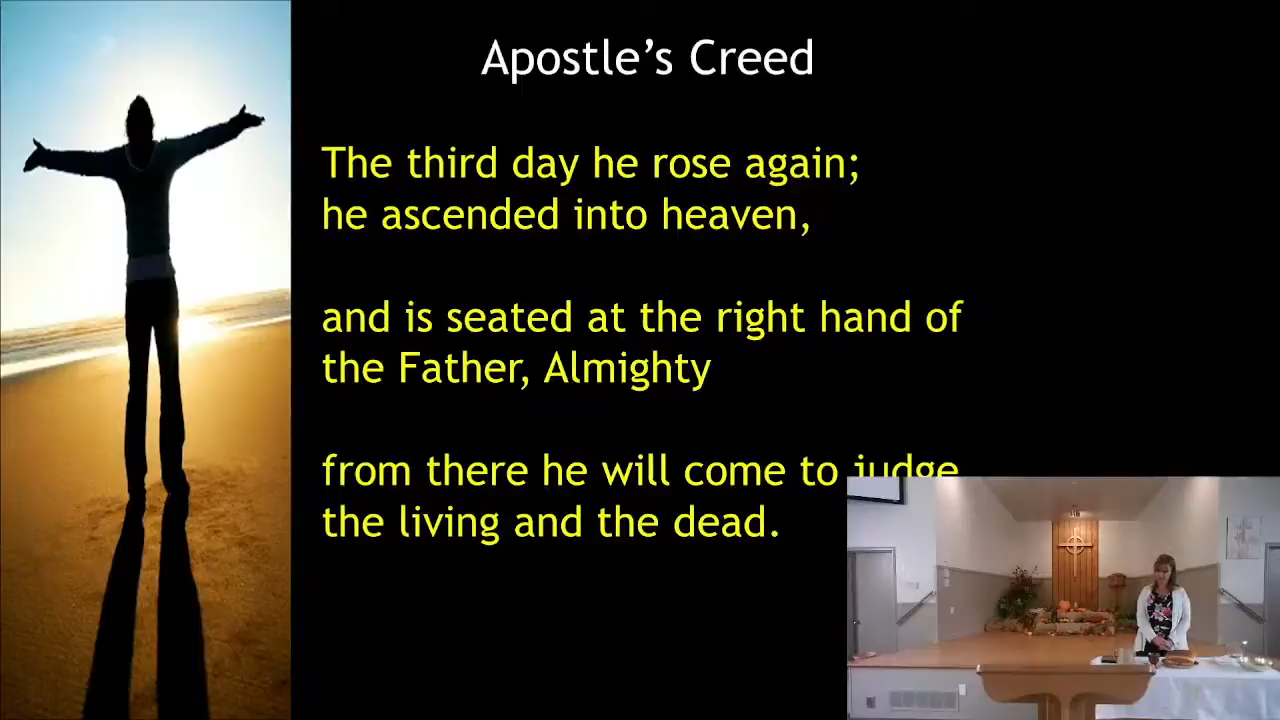 Apostle’s Creed
The third day he rose again;
he ascended into heaven,
and is seated at the right hand of
the Father, Almighty
from there he will come to judge
the living and the dead.